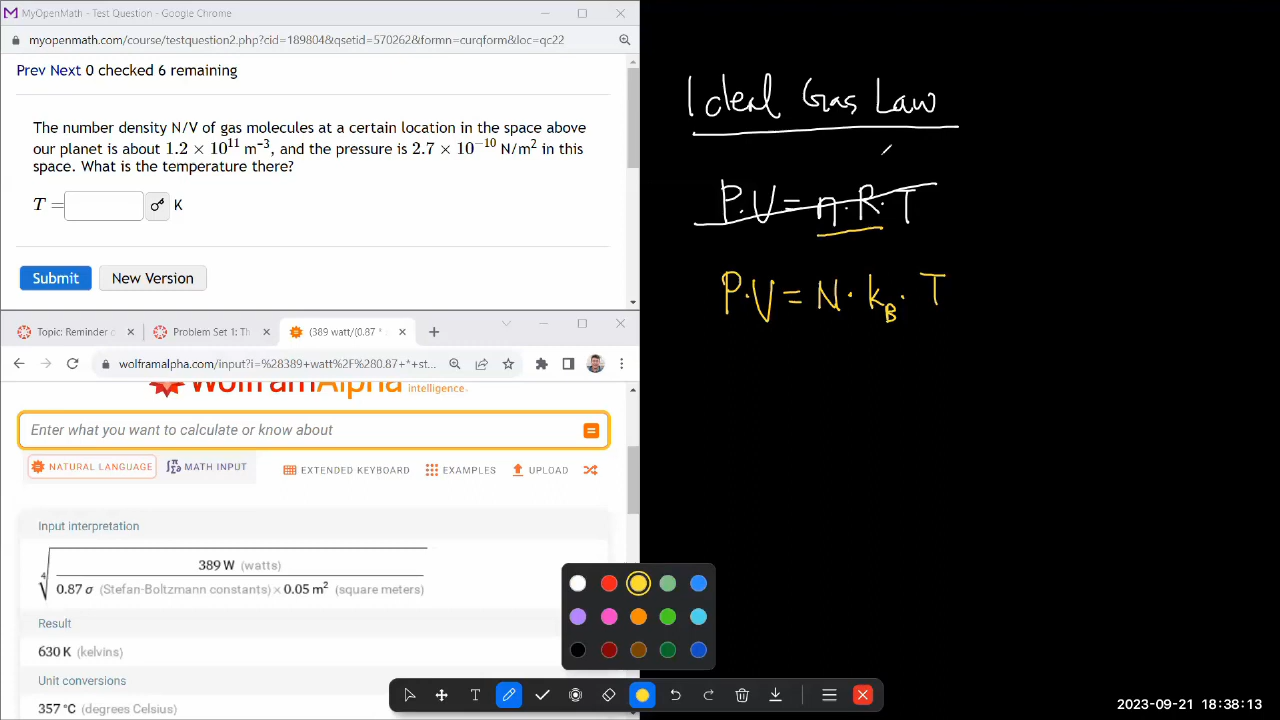 MyOpenMath - Test Question - Google Chrome
myopenmath.com/course/testquestion2.php?cid=189804&qsetid=570262&formn=curqform&loc=qc22
Prev Next 0 checked 6 remaining
The number density N/V of gas molecules at a certain location in the space above
our planet is about 1.2 × 10¹¹ m⁻³, and the pressure is 2.7 × 10⁻¹⁰ N/m² in this
space. What is the temperature there?
T = K
Submit New Version
Topic: Reminder c Problem Set 1: Th (389 watt/(0.87 *
wolframalpha.com/input?i=%28389+watt%2F%280.87+*+st...
WolframAlpha intelligence.
Enter what you want to calculate or know about
NATURAL LANGUAGE MATH INPUT EXTENDED KEYBOARD EXAMPLES UPLOAD
Input interpretation
4
389 W (watts)
0.87 σ (Stefan-Boltzmann constants) × 0.05 m² (square meters)
Result
630 K (kelvins)
Unit conversions
357 °C (degrees Celsius)
Ideal Gas Law
P.V = n.R.T
P.V = N.k_B.T
T
2023-09-21 18:38:13